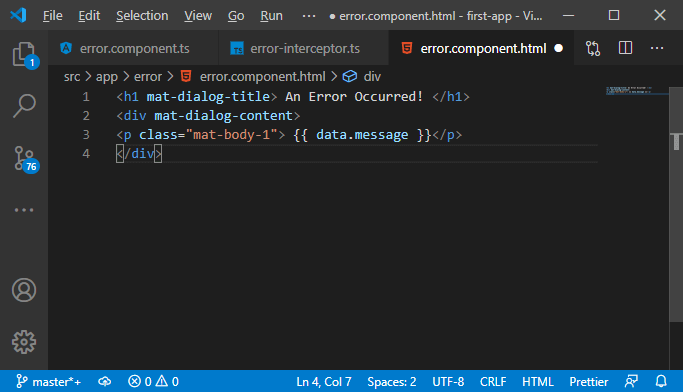 File Edit Selection View Go Run ··· ● error.component.html - first-app - Vi...
error.component.ts error-interceptor.ts error.component.html ●
src > app > error > error.component.html > div
1 <h1 mat-dialog-title> An Error Occurred! </h1>
2 <div mat-dialog-content>
3 <p class="mat-body-1"> {{ data.message }}</p>
4 </div>
1
76
master*+ 0 0 Ln 4, Col 7 Spaces: 2 UTF-8 CRLF HTML Prettier